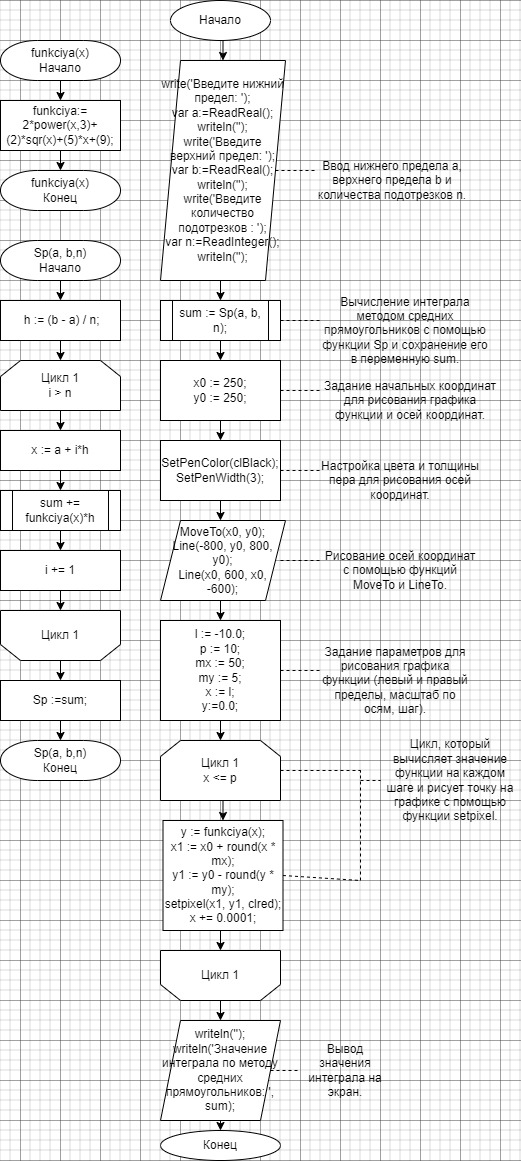 funkciya(x)
Начало
funkciya:=
2*power(x,3)+
(2)*sqr(x)+(5)*x+(9);
funkciya(x)
Конец
Sp(a, b,n)
Начало
h := (b - a) / n;
Цикл 1
i > n
x := a + i*h
sum +=
funkciya(x)*h
i += 1
Цикл 1
Sp :=sum;
Sp(a, b,n)
Конец
Начало
write('Введите нижний
предел: ');
var a:=ReadReal();
writeln('');
write('Введите
верхний предел: ');
var b:=ReadReal();
writeln('');
write('Введите
количество
подотрезков : ');
var n:=ReadInteger();
writeln('');
Ввод нижнего предела a,
верхнего предела b и
количества подотрезков n.
sum := Sp(a, b,
n);
Вычисление интеграла
методом средних
прямоугольников с помощью
функции Sp и сохранение его
в переменную sum.
x0 := 250;
y0 := 250;
Задание начальных координат
для рисования графика
функции и осей координат.
SetPenColor(clBlack);
SetPenWidth(3);
Настройка цвета и толщины
пера для рисования осей
координат.
MoveTo(x0, y0);
Line(-800, y0, 800,
y0);
Line(x0, 600, x0,
-600);
Рисование осей координат
с помощью функций
MoveTo и LineTo.
l := -10.0;
p := 10;
mx := 50;
my := 5;
x := l;
y:=0.0;
Задание параметров для
рисования графика
функции (левый и правый
пределы, масштаб по
осям, шаг).
Цикл 1
x <= p
Цикл, который
вычисляет значение
функции на каждом
шаге и рисует точку на
графике с помощью
функции setpixel.
y := funkciya(x);
x1 := x0 + round(x *
mx);
y1 := y0 - round(y *
my);
setpixel(x1, y1, clred);
x += 0.0001;
Цикл 1
writeln('');
writeln('Значение
интеграла по методу
средних
прямоугольников: ',
sum);
Вывод
значения
интеграла на
экран.
Конец